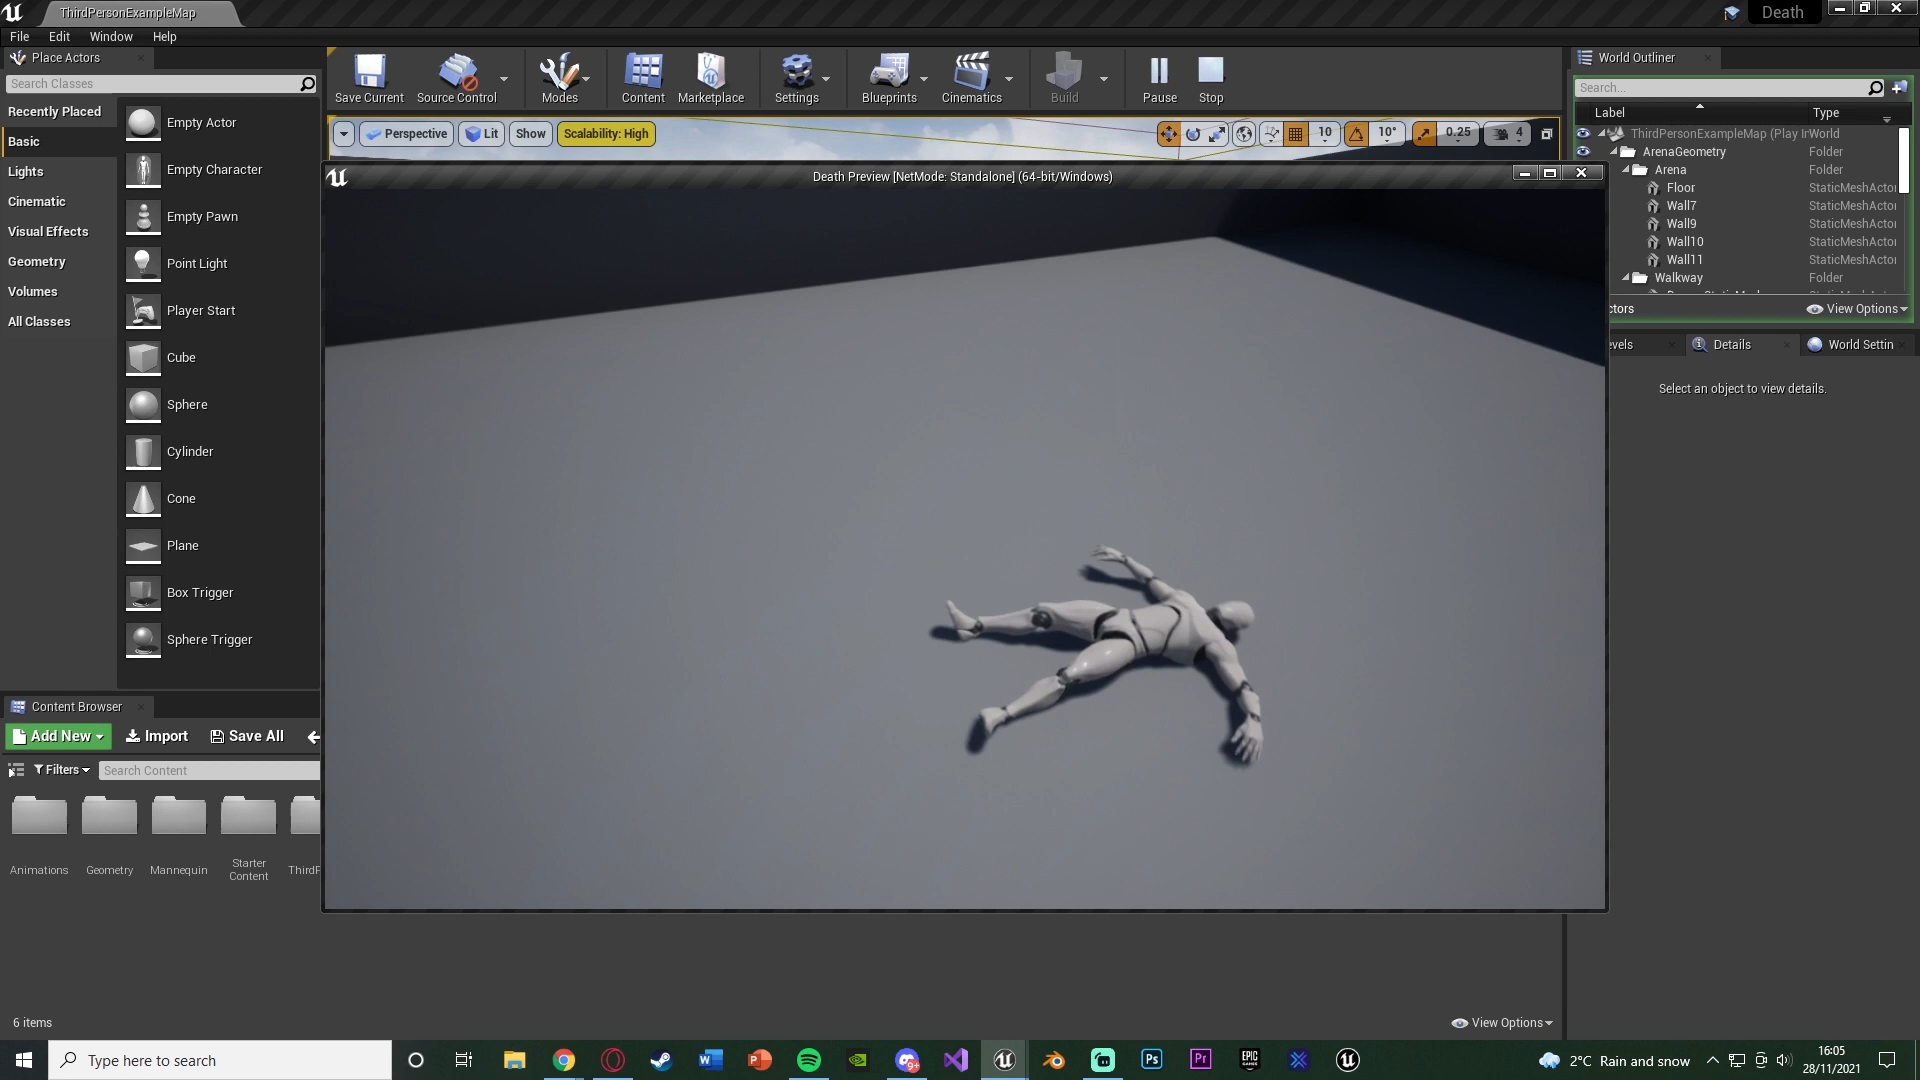 ThirdPersonExampleMap
Death
File Edit Window Help
Place Actors
Search Classes
Recently Placed
Basic
Lights
Cinematic
Visual Effects
Geometry
Volumes
All Classes
Empty Actor
Empty Character
Empty Pawn
Point Light
Player Start
Cube
Sphere
Cylinder
Cone
Plane
Box Trigger
Sphere Trigger
Save Current Source Control Modes Content Marketplace Settings Blueprints Cinematics Build Pause Stop
Perspective Lit Show Scalability: High 10 10° 0.25 4
Death Preview [NetMode: Standalone] (64-bit/Windows)
World Outliner
Search...
Label Type
ThirdPersonExampleMap (Play In World
ArenaGeometry Folder
Arena Folder
Floor StaticMeshActor
Wall7 StaticMeshActor
Wall9 StaticMeshActor
Wall10 StaticMeshActor
Wall11 StaticMeshActor
Walkway Folder
ctors View Options
evels Details World Settin
Select an object to view details.
Content Browser
Add New Import Save All
Filters Search Content
Animations Geometry Mannequin Starter Content ThirdP
6 items View Options
Type here to search
9+
Ps Pr EPIC GAMES
2°C Rain and snow
16:05
28/11/2021